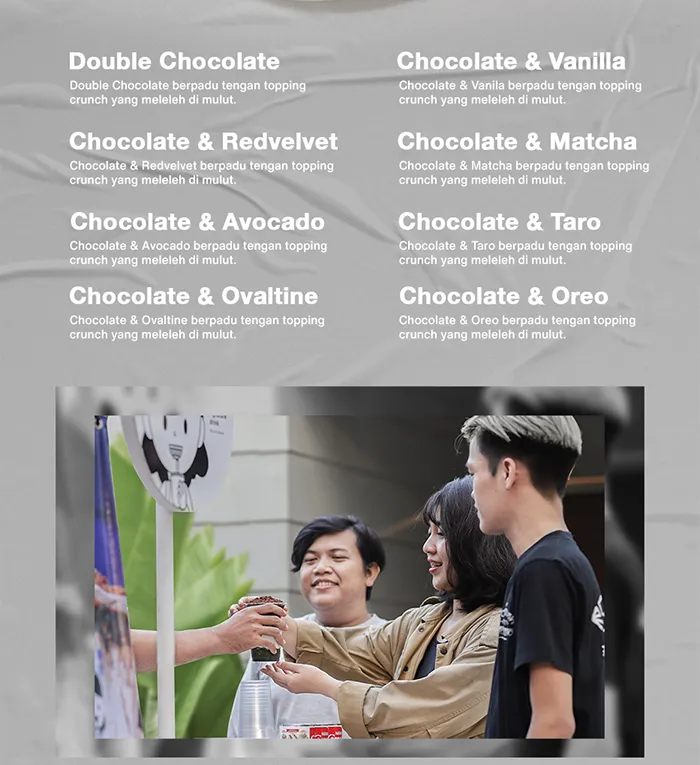 Double Chocolate
Double Chocolate berpadu tengan topping
crunch yang meleleh di mulut.
Chocolate & Vanilla
Chocolate & Vanila berpadu tengan topping
crunch yang meleleh di mulut.
Chocolate & Redvelvet
Chocolate & Redvelvet berpadu tengan topping
crunch yang meleleh di mulut.
Chocolate & Matcha
Chocolate & Matcha berpadu tengan topping
crunch yang meleleh di mulut.
Chocolate & Avocado
Chocolate & Avocado berpadu tengan topping
crunch yang meleleh di mulut.
Chocolate & Taro
Chocolate & Taro berpadu tengan topping
crunch yang meleleh di mulut.
Chocolate & Ovaltine
Chocolate & Ovaltine berpadu tengan topping
crunch yang meleleh di mulut.
Chocolate & Oreo
Chocolate & Oreo berpadu tengan topping
crunch yang meleleh di mulut.